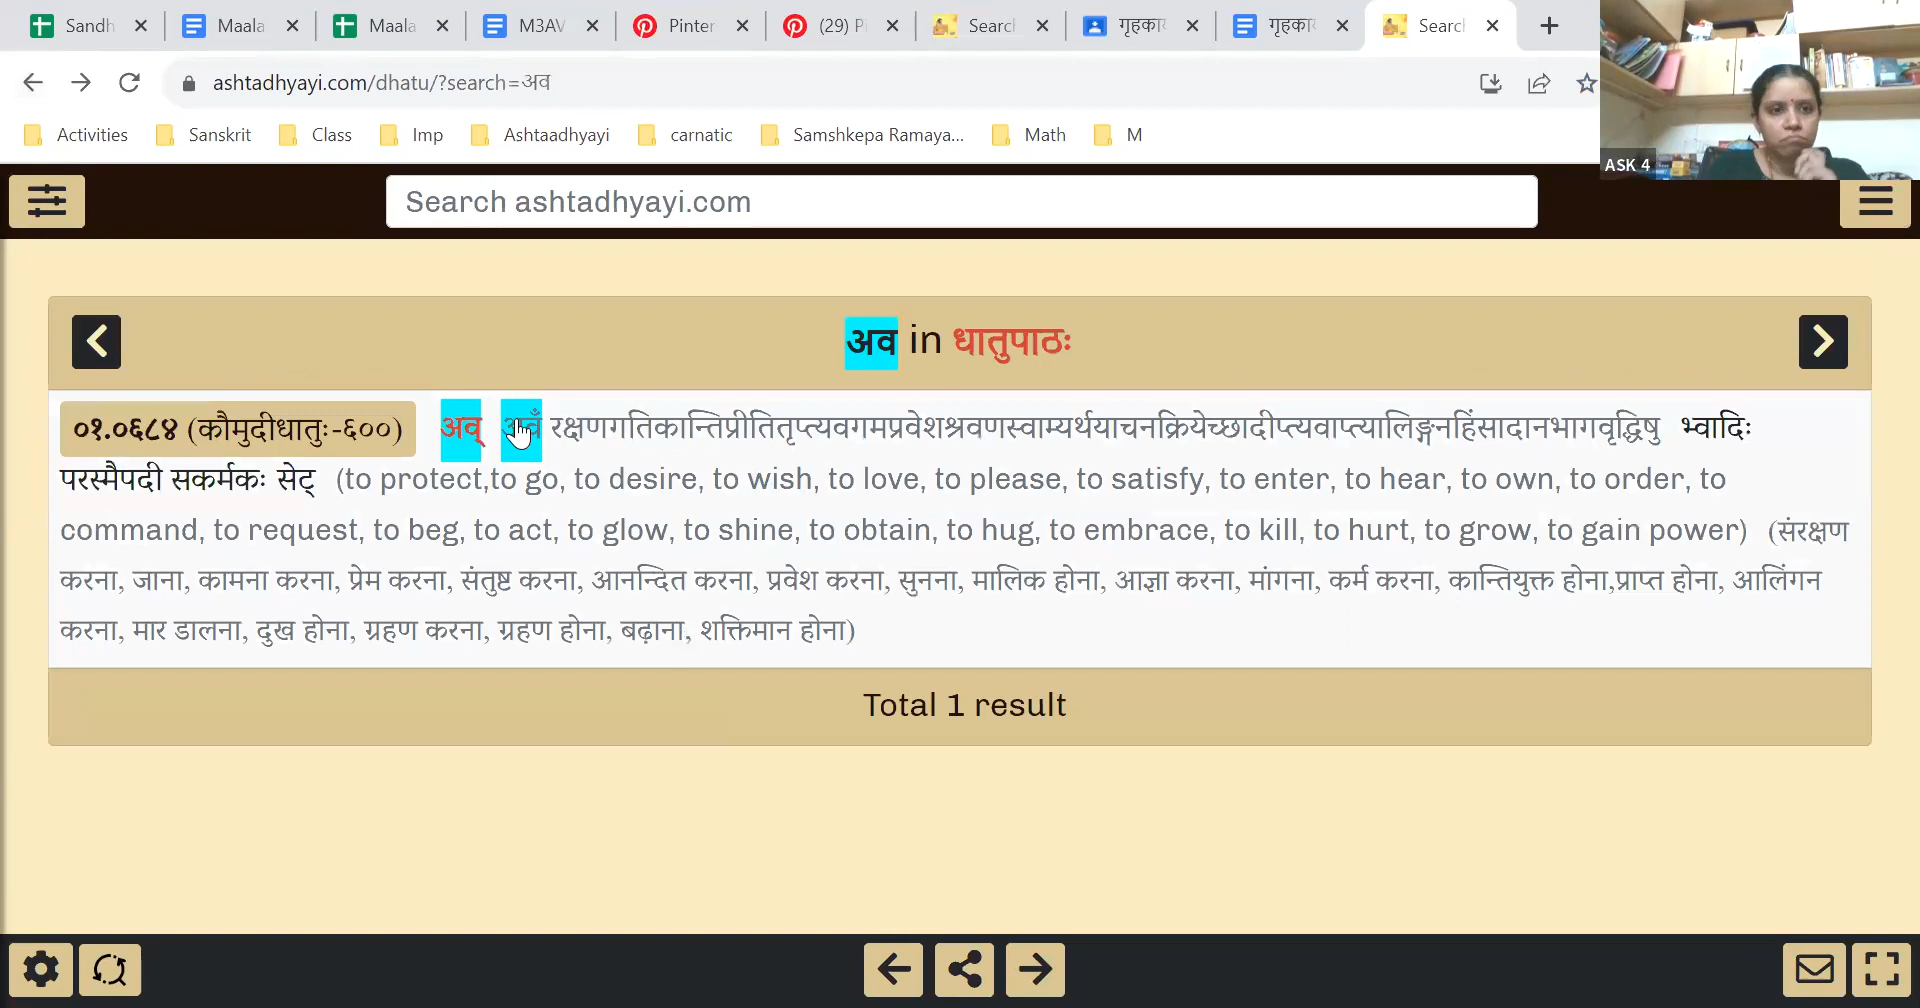 Sandh Maala Maala M3AV Pinter (29) Pi Search गृहका गृहका Search
ashtadhyayi.com/dhatu/?search=अव
Activities Sanskrit Class Imp Ashtaadhyayi carnatic Samshkepa Ramaya... Math M
ASK 4
Search ashtadhyayi.com
अव in धातुपाठः
०१.०६८४ (कौमुदीधातुः-६००) अव् अवँ रक्षणगतिकान्तिप्रीतितृप्त्यवगमप्रवेशश्रवणस्वाम्यर्थयाचनक्रियेच्छादीप्त्यवाप्त्यालिङ्गनहिंसादानभागवृद्धिषु भ्वादिः
परस्मैपदी सकर्मकः सेट् (to protect,to go, to desire, to wish, to love, to please, to satisfy, to enter, to hear, to own, to order, to
command, to request, to beg, to act, to glow, to shine, to obtain, to hug, to embrace, to kill, to hurt, to grow, to gain power) (संरक्षण
करना, जाना, कामना करना, प्रेम करना, संतुष्ट करना, आनन्दित करना, प्रवेश करना, सुनना, मालिक होना, आज्ञा करना, मांगना, कर्म करना, कान्तियुक्त होना,प्राप्त होना, आलिंगन
करना, मार डालना, दुख होना, ग्रहण करना, ग्रहण होना, बढ़ाना, शक्तिमान होना)
Total 1 result